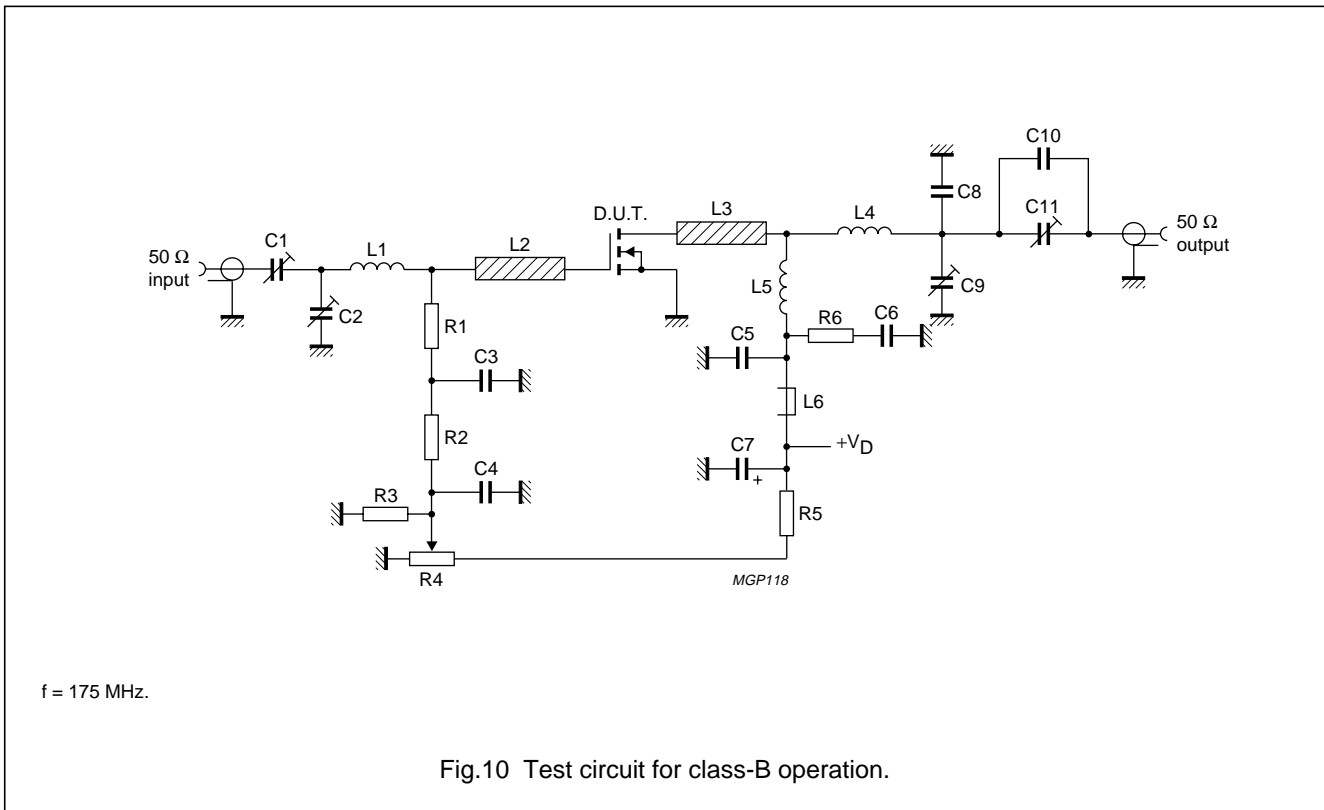 C10
C8
D.U.T.
L3
L4
C11
50 Ω
output
50 Ω
input
C1
L1
L2
C9
L5
C2
R1
C5
R6
C6
C3
L6
R2
C7
+V_D
+
C4
R3
R5
R4
MGP118
f = 175 MHz.
Fig.10 Test circuit for class-B operation.